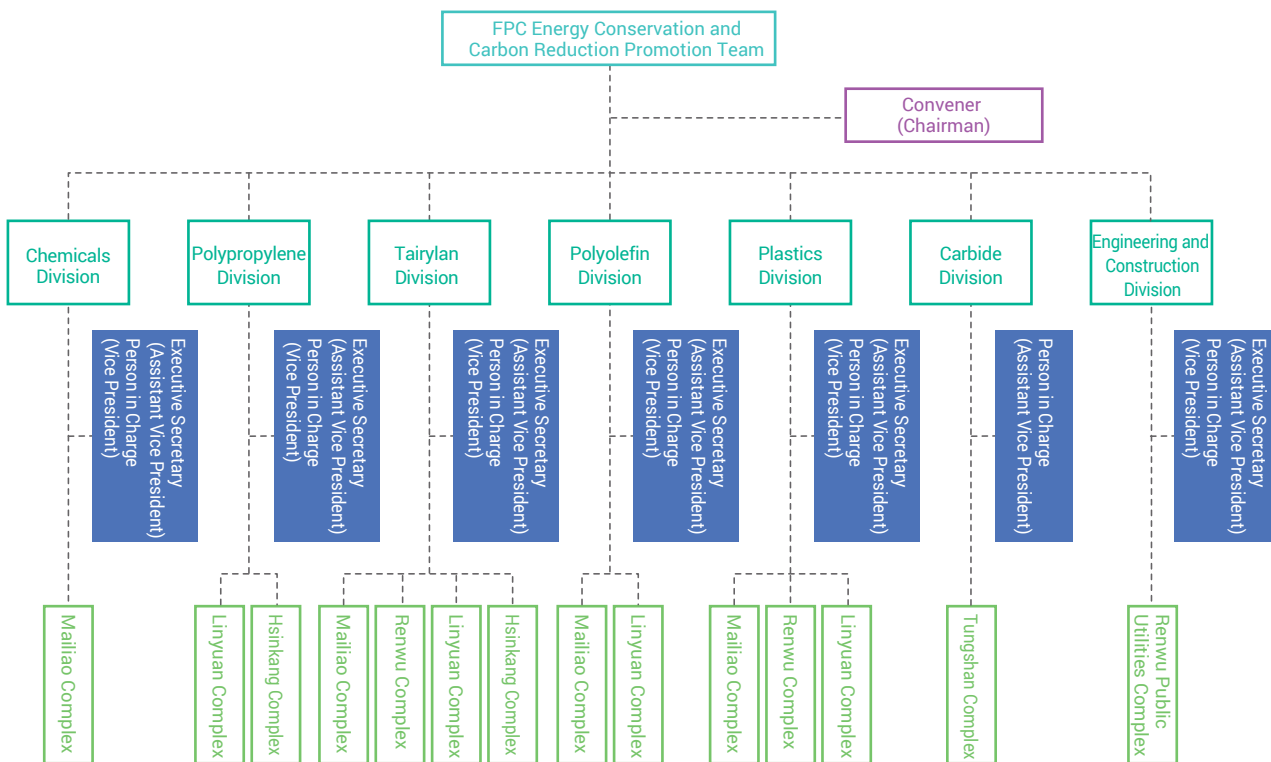 FPC Energy Conservation and
Carbon Reduction Promotion Team
Convener
(Chairman)
Chemicals
Division
Polypropylene
Division
Tairylan
Division
Polyolefin
Division
Plastics
Division
Carbide
Division
Engineering and
Construction
Division
Executive Secretary
(Assistant Vice President)
Person in Charge
(Vice President)
Executive Secretary
(Assistant Vice President)
Person in Charge
(Vice President)
Executive Secretary
(Assistant Vice President)
Person in Charge
(Vice President)
Executive Secretary
(Assistant Vice President)
Person in Charge
(Vice President)
Executive Secretary
(Assistant Vice President)
Person in Charge
(Vice President)
Person in Charge
(Assistant Vice President)
Executive Secretary
(Assistant Vice President)
Person in Charge
(Vice President)
Mailiao Complex
Linyuan Complex
Hsinkang Complex
Mailiao Complex
Renwu Complex
Linyuan Complex
Hsinkang Complex
Mailiao Complex
Linyuan Complex
Mailiao Complex
Renwu Complex
Linyuan Complex
Tungshan Complex
Renwu Public
Utilities Complex